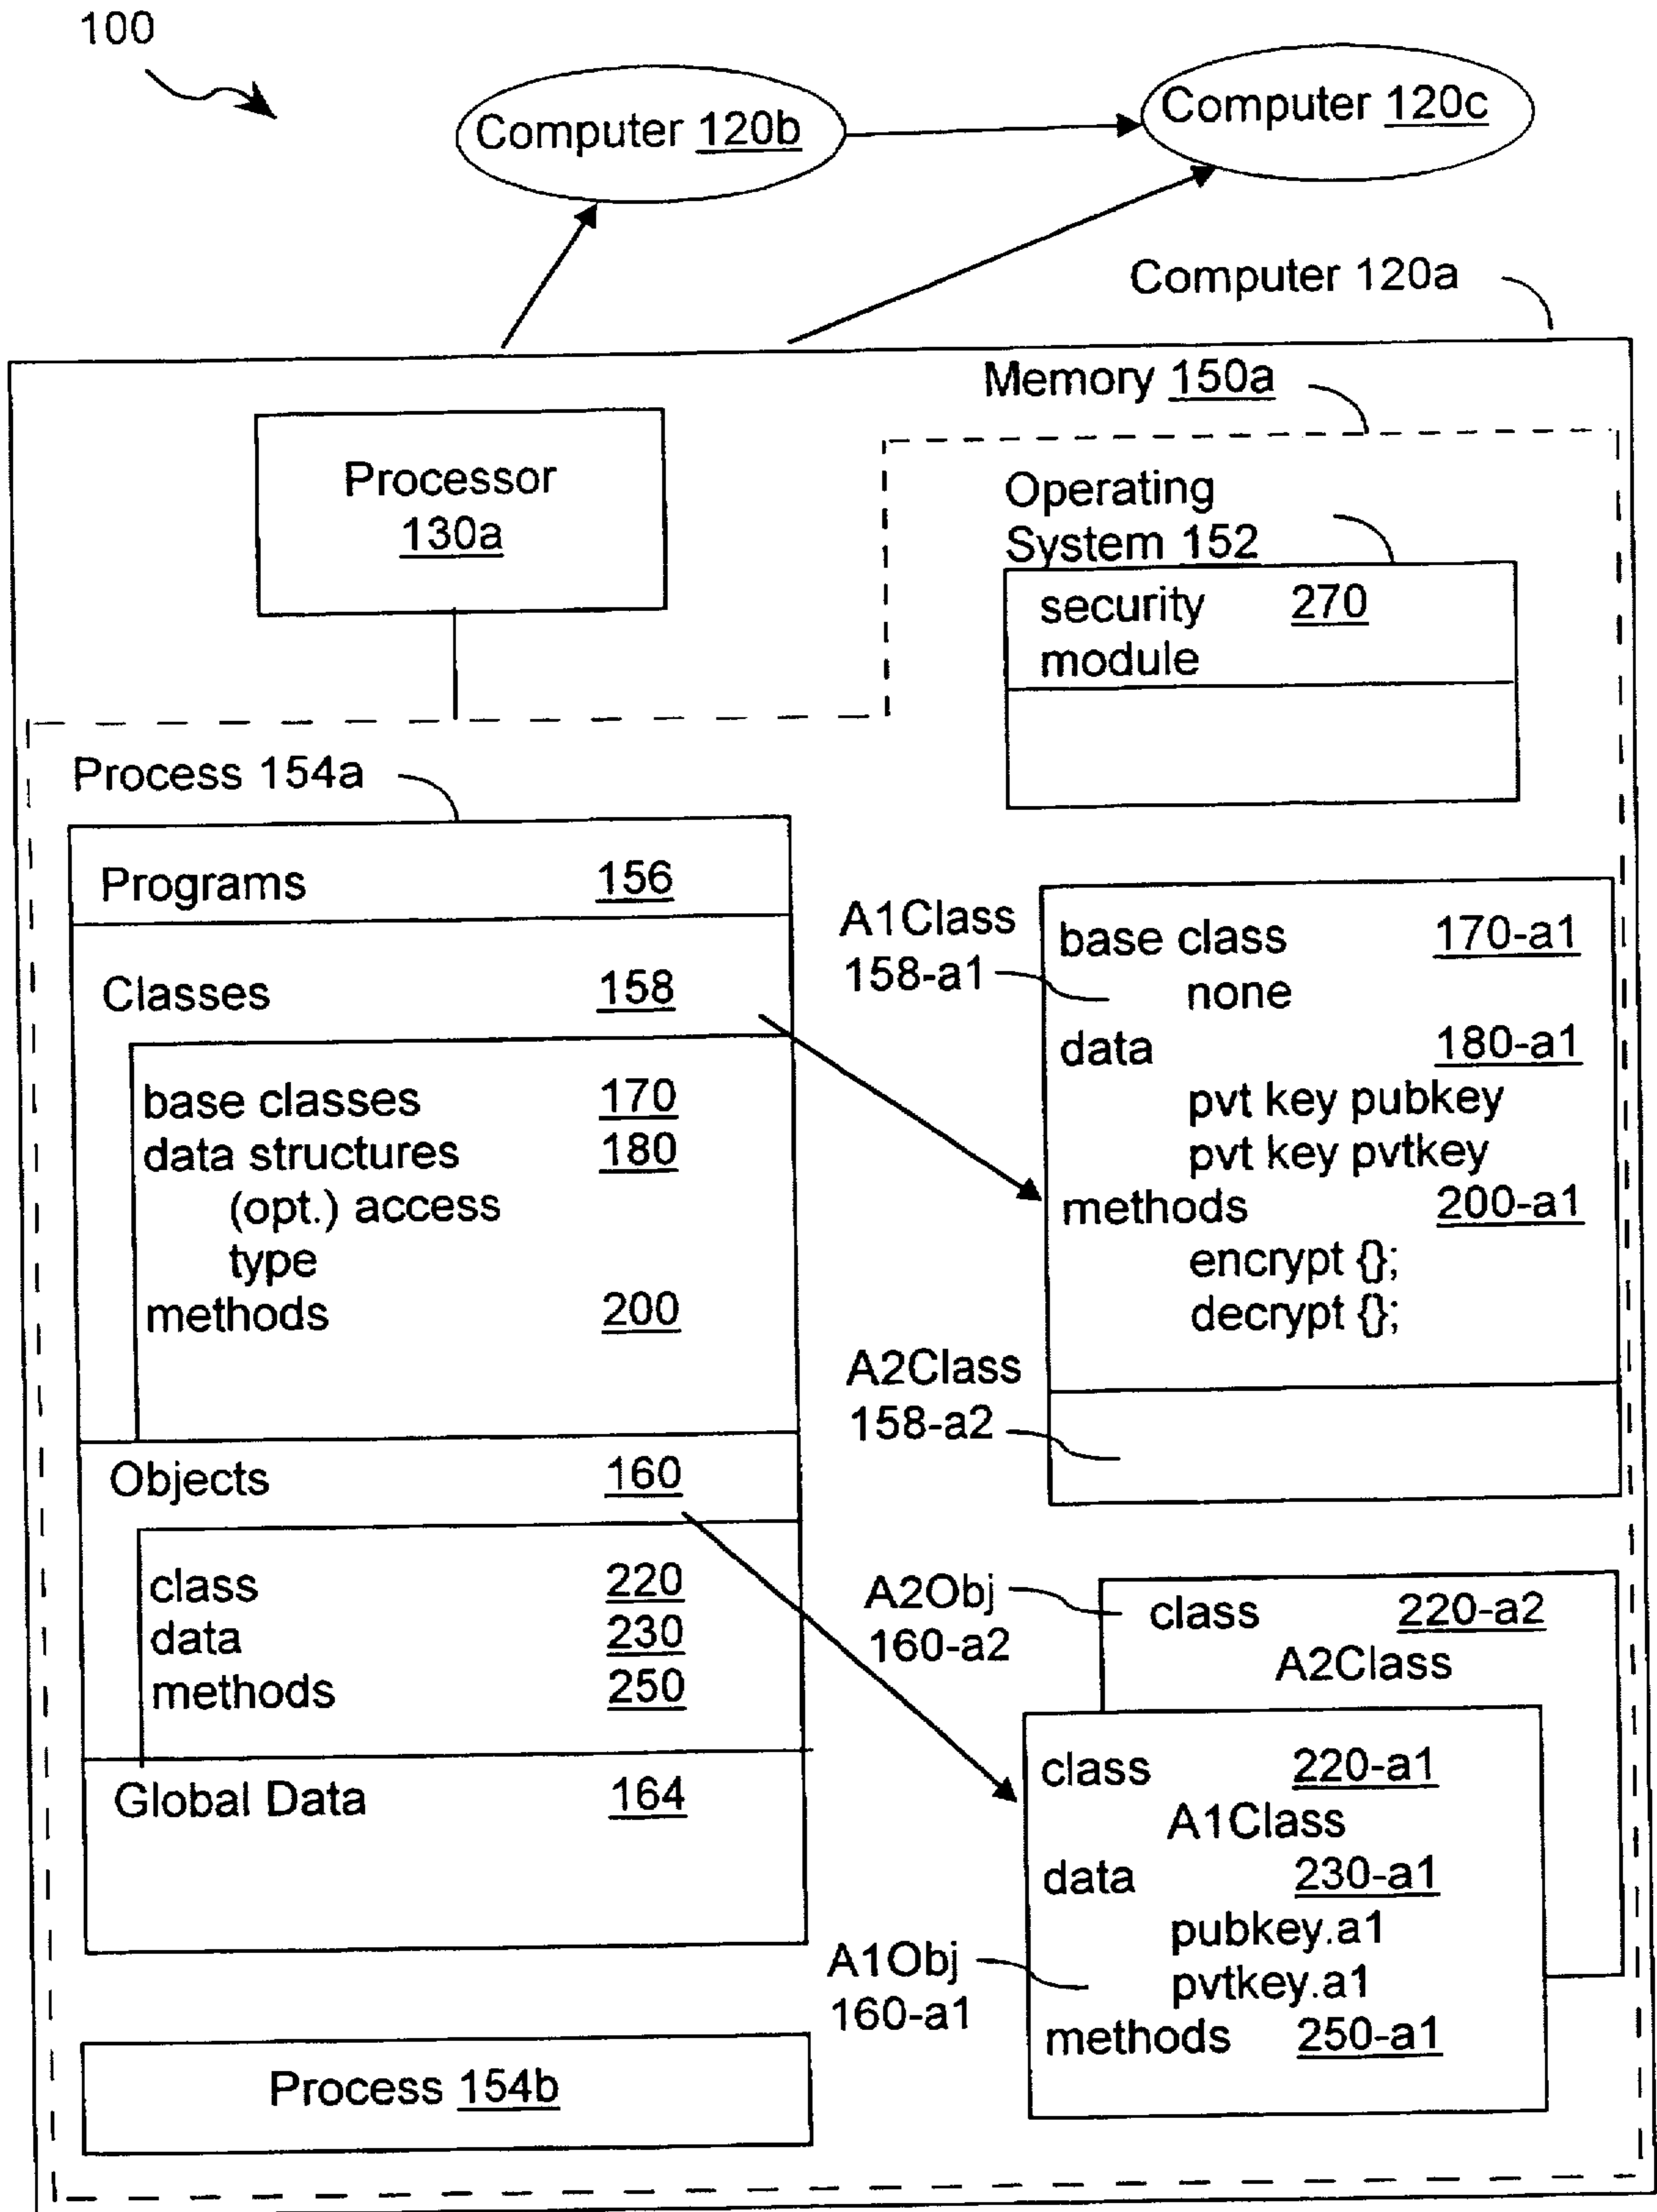 100
Computer 120b
Computer 120c
Computer 120a
Memory 150a
Processor
130a
Operating
System 152
security 270
module
Process 154a
Programs 156
Classes 158
base classes 170
data structures 180
(opt.) access
type
methods 200
Objects 160
class 220
data 230
methods 250
Global Data 164
Process 154b
A1Class
158-a1
base class 170-a1
none
data 180-a1
pvt key pubkey
pvt key pvtkey
methods 200-a1
encrypt {};
decrypt {};
A2Class
158-a2
A2Obj
160-a2
class 220-a2
A2Class
class 220-a1
A1Class
data 230-a1
pubkey.a1
pvtkey.a1
A1Obj
160-a1
methods 250-a1